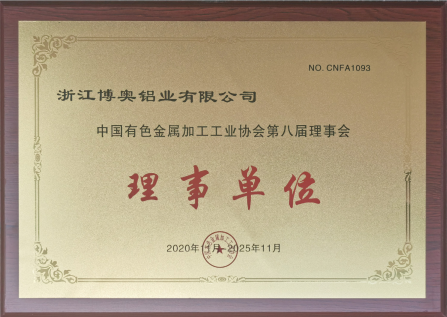 NO. CNFA1093
浙江博奥铝业有限公司
中国有色金属加工工业协会第八届理事会
理事单位
2020年11月-2025年11月